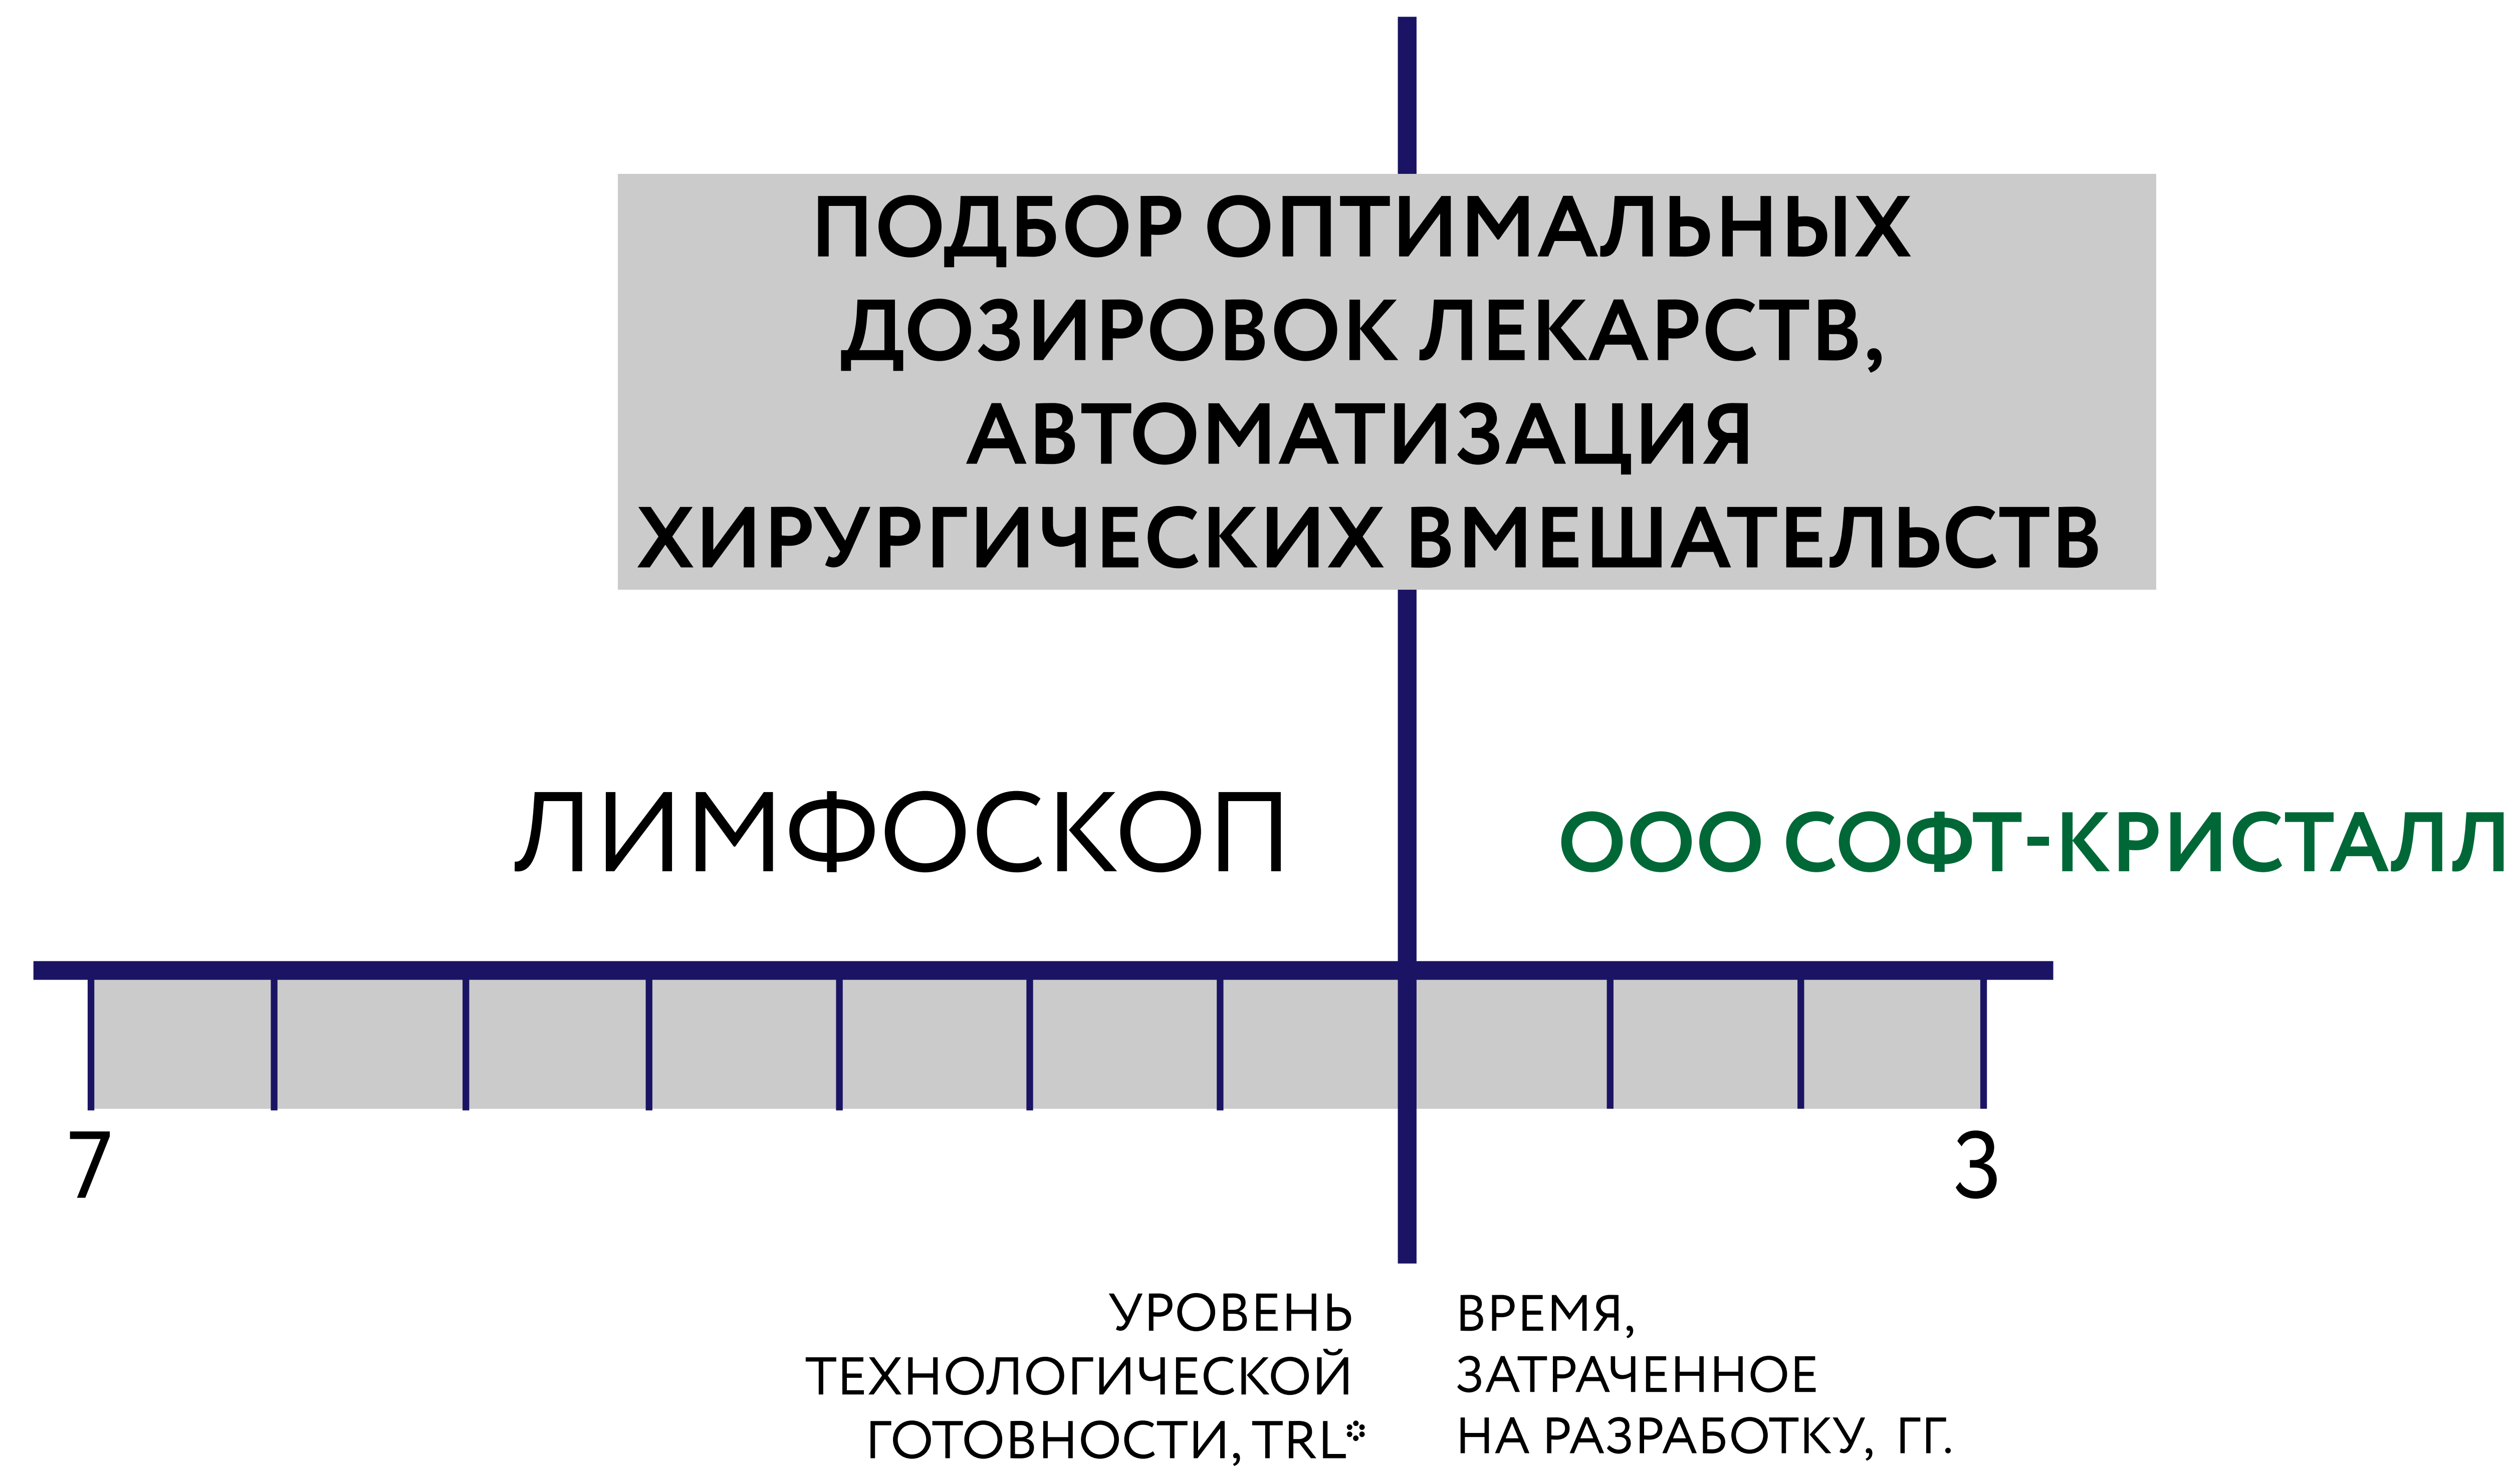 ПОДБОР ОПТИМАЛЬНЫХ
ДОЗИРОВОК ЛЕКАРСТВ,
АВТОМАТИЗАЦИЯ
ХИРУРГИЧЕСКИХ ВМЕШАТЕЛЬСТВ
ЛИМФОСКОП
ООО СОФТ-КРИСТАЛЛ
7
3
УРОВЕНЬ
ТЕХНОЛОГИЧЕСКОЙ
ГОТОВНОСТИ, TRL*
ВРЕМЯ,
ЗАТРАЧЕННОЕ
НА РАЗРАБОТКУ, ГГ.